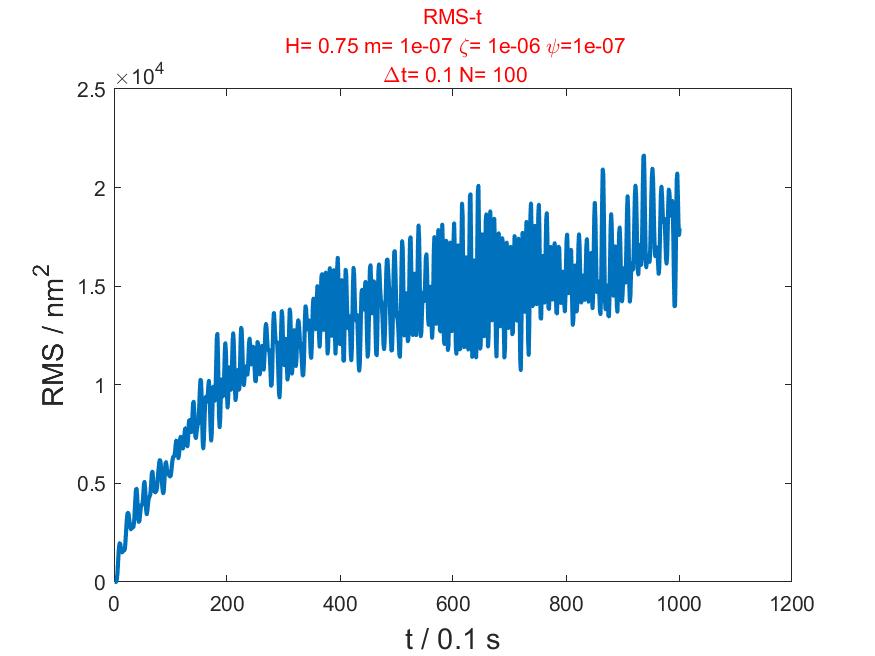 RMS-t
H= 0.75 m= 1e-07 ζ= 1e-06 ψ=1e-07
Δt= 0.1 N= 100
×10⁴
2.5
2
1.5
1
0.5
0
RMS / nm²
0 200 400 600 800 1000 1200
t / 0.1 s